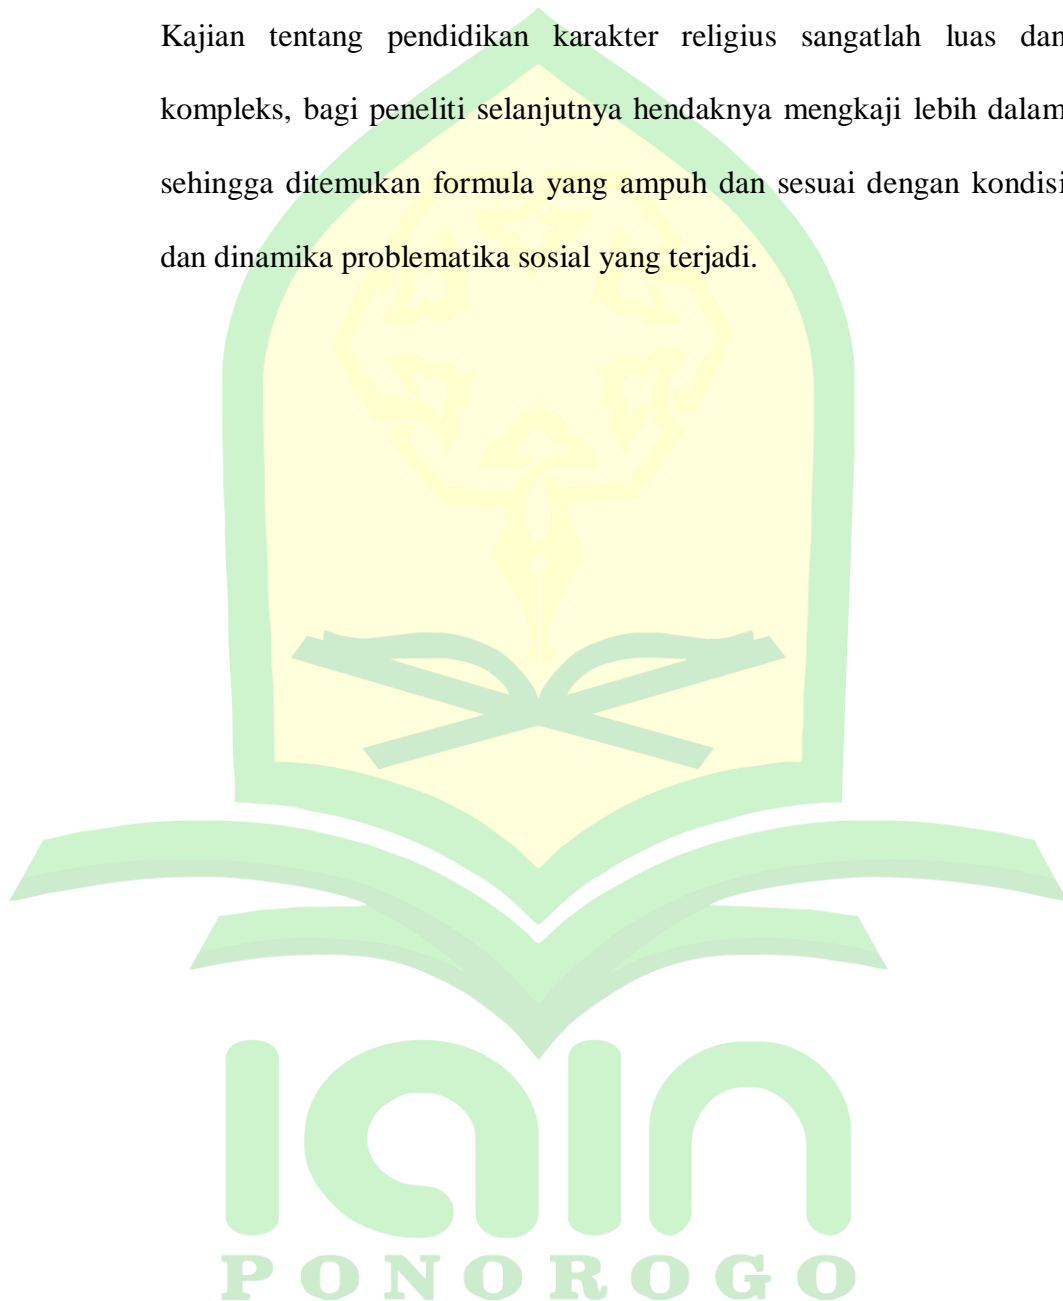 Kajian tentang pendidikan karakter religius sangatlah luas dan
kompleks, bagi peneliti selanjutnya hendaknya mengkaji lebih dalam
sehingga ditemukan formula yang ampuh dan sesuai dengan kondisi
dan dinamika problematika sosial yang terjadi.
IAIN
PONOROGO